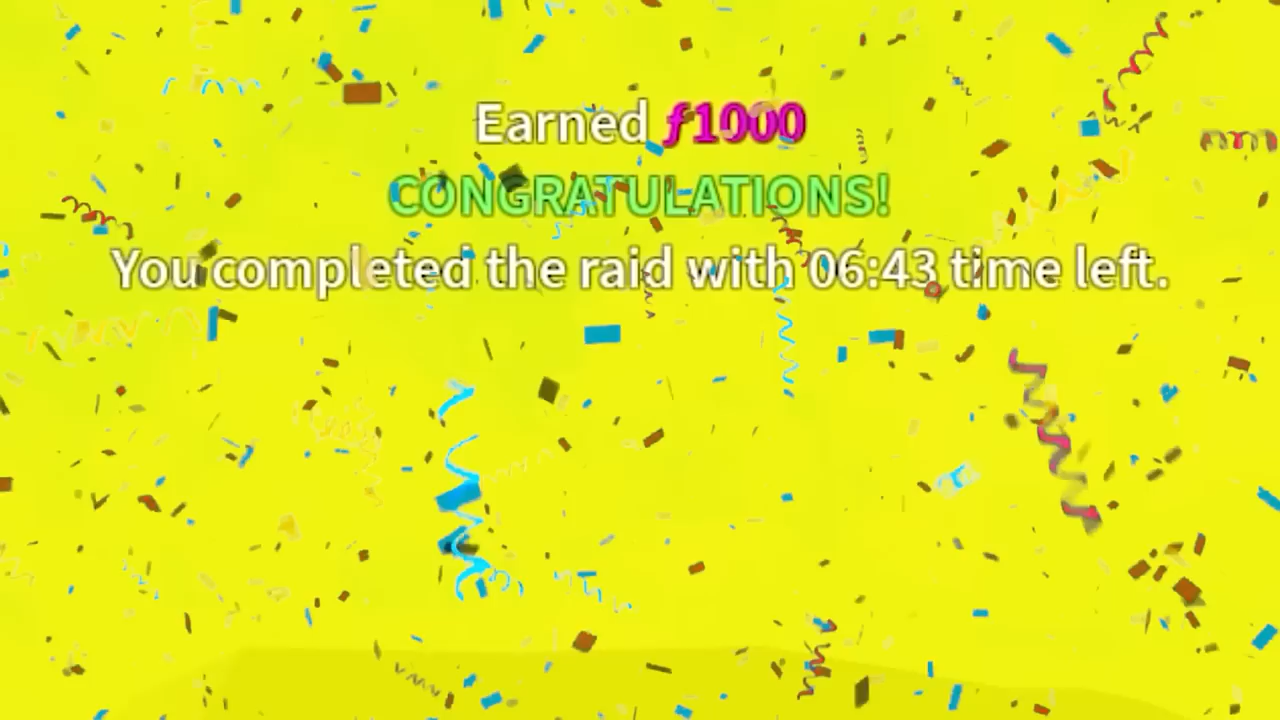 Earned ƒ1000
CONGRATULATIONS!
You completed the raid with 06:43 time left.